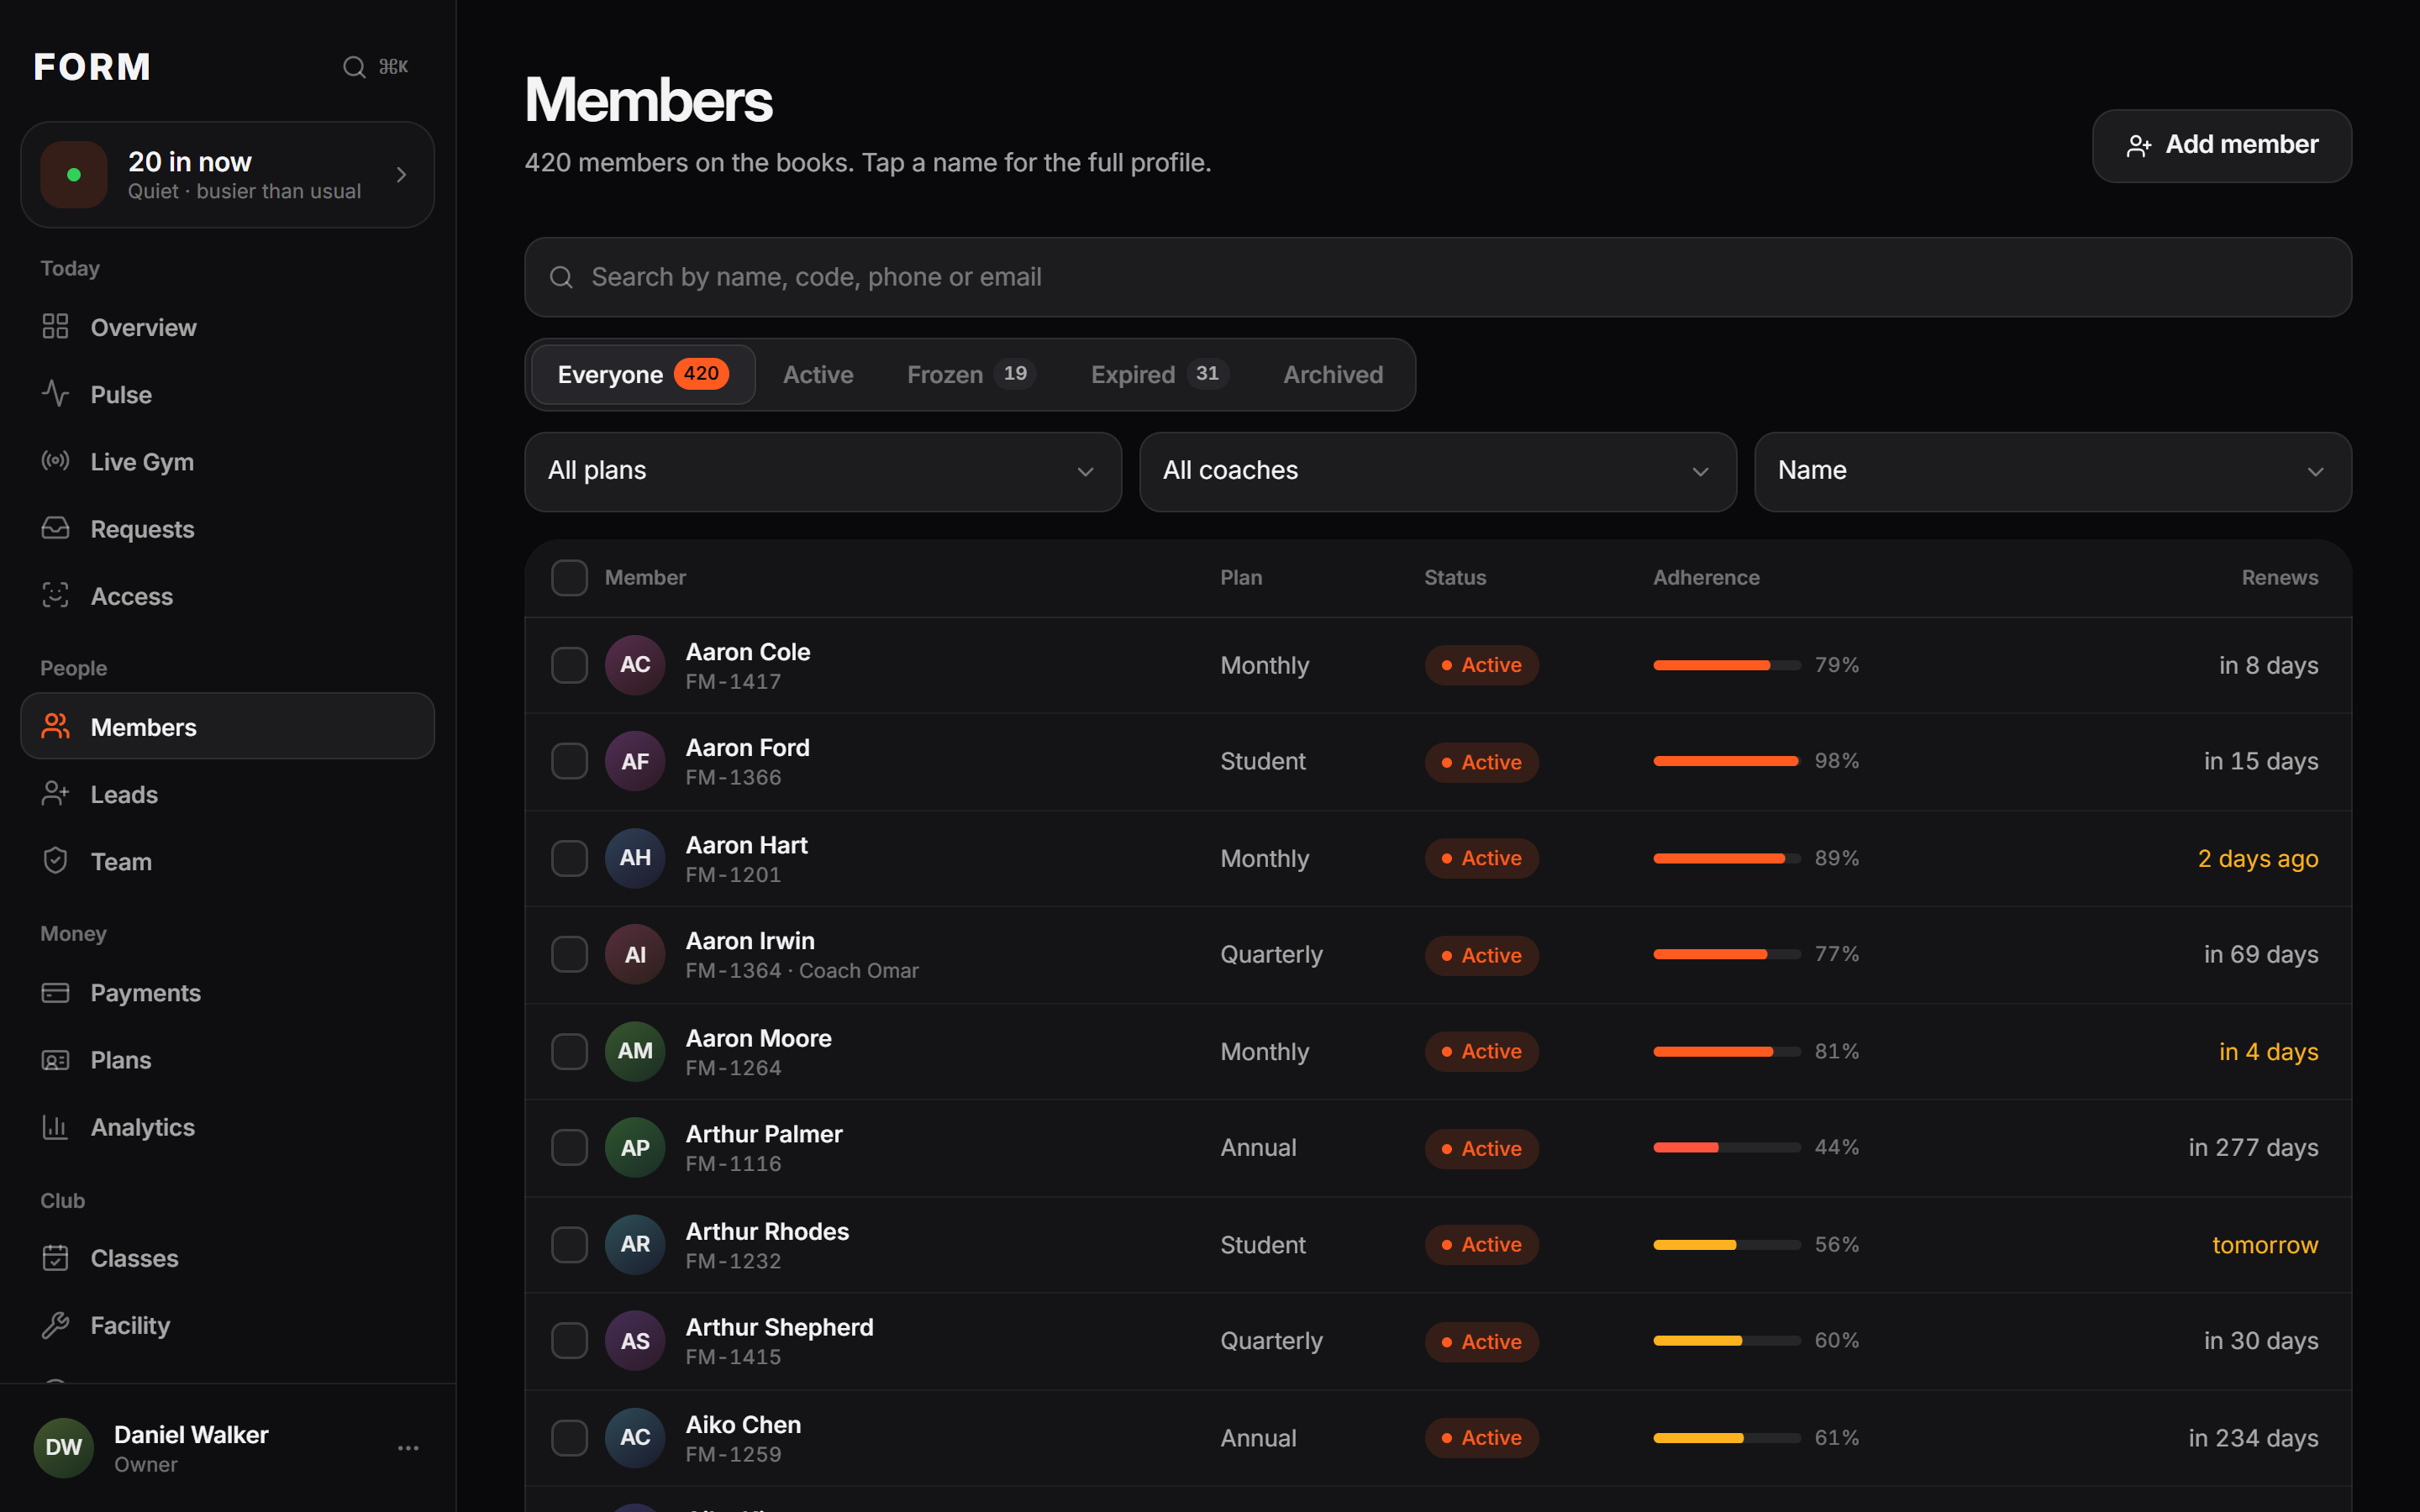 FORM
⌘K
20 in now
Quiet · busier than usual
Today
Overview
Pulse
Live Gym
Requests
Access
People
Members
Leads
Team
Money
Payments
Plans
Analytics
Club
Classes
Facility
DW
Daniel Walker
Owner
Members
420 members on the books. Tap a name for the full profile.
Add member
Search by name, code, phone or email
Everyone 420 Active Frozen 19 Expired 31 Archived
All plans All coaches Name
Member Plan Status Adherence Renews
AC Aaron Cole Monthly Active 79% in 8 days
FM-1417
AF Aaron Ford Student Active 98% in 15 days
FM-1366
AH Aaron Hart Monthly Active 89% 2 days ago
FM-1201
AI Aaron Irwin Quarterly Active 77% in 69 days
FM-1364 · Coach Omar
AM Aaron Moore Monthly Active 81% in 4 days
FM-1264
AP Arthur Palmer Annual Active 44% in 277 days
FM-1116
AR Arthur Rhodes Student Active 56% tomorrow
FM-1232
AS Arthur Shepherd Quarterly Active 60% in 30 days
FM-1415
AC Aiko Chen Annual Active 61% in 234 days
FM-1259